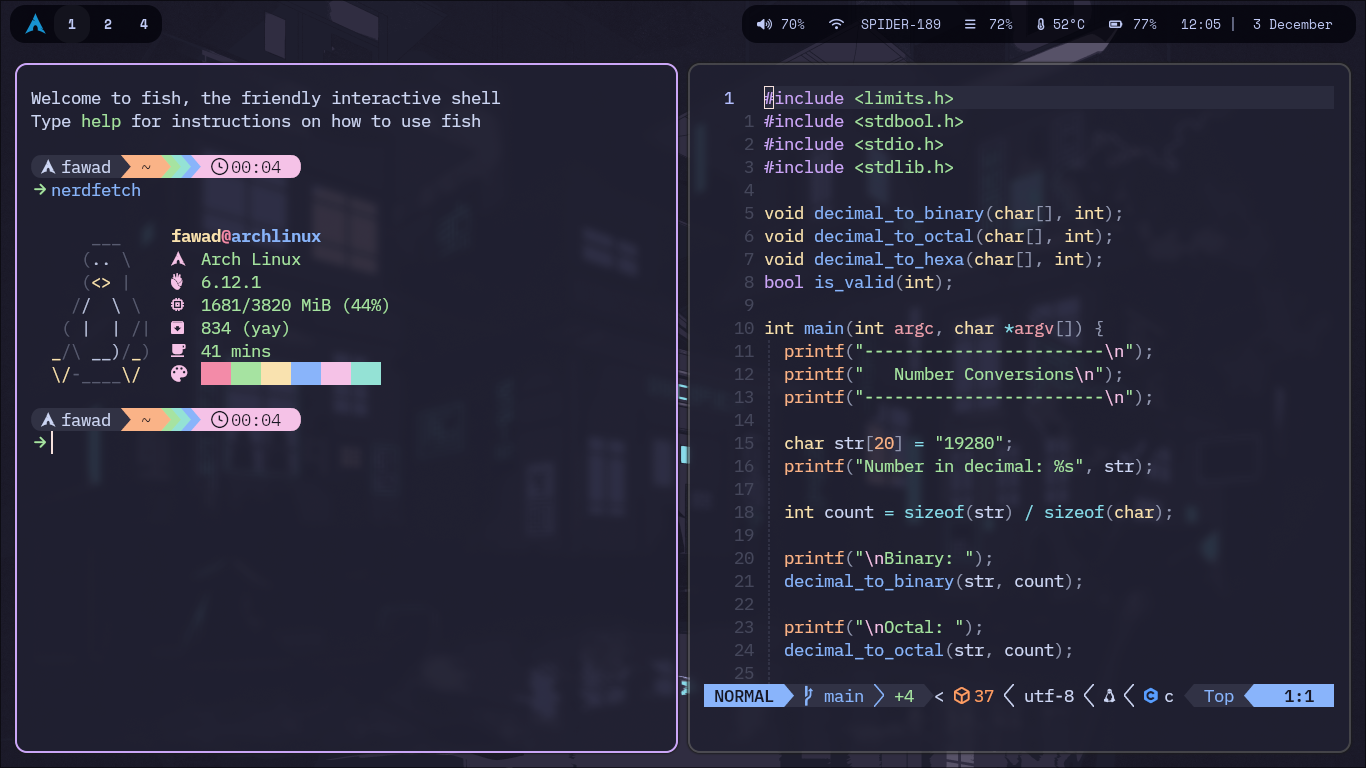 1 2 4
70% SPIDER-189 72% 52°C 77% 12:05 | 3 December
Welcome to fish, the friendly interactive shell
Type help for instructions on how to use fish
fawad ~ 00:04
nerdfetch
fawad@archlinux
Arch Linux
6.12.1
1681/3820 MiB (44%)
834 (yay)
41 mins
fawad ~ 00:04
1 #include <limits.h>
1 #include <stdbool.h>
2 #include <stdio.h>
3 #include <stdlib.h>
4
5 void decimal_to_binary(char[], int);
6 void decimal_to_octal(char[], int);
7 void decimal_to_hexa(char[], int);
8 bool is_valid(int);
9
10 int main(int argc, char *argv[]) {
11 printf("------------------------\n");
12 printf("   Number Conversions\n");
13 printf("------------------------\n");
14
15 char str[20] = "19280";
16 printf("Number in decimal: %s", str);
17
18 int count = sizeof(str) / sizeof(char);
19
20 printf("\nBinary: ");
21 decimal_to_binary(str, count);
22
23 printf("\nOctal: ");
24 decimal_to_octal(str, count);
25
NORMAL main +4 < 37 utf-8 c Top 1:1